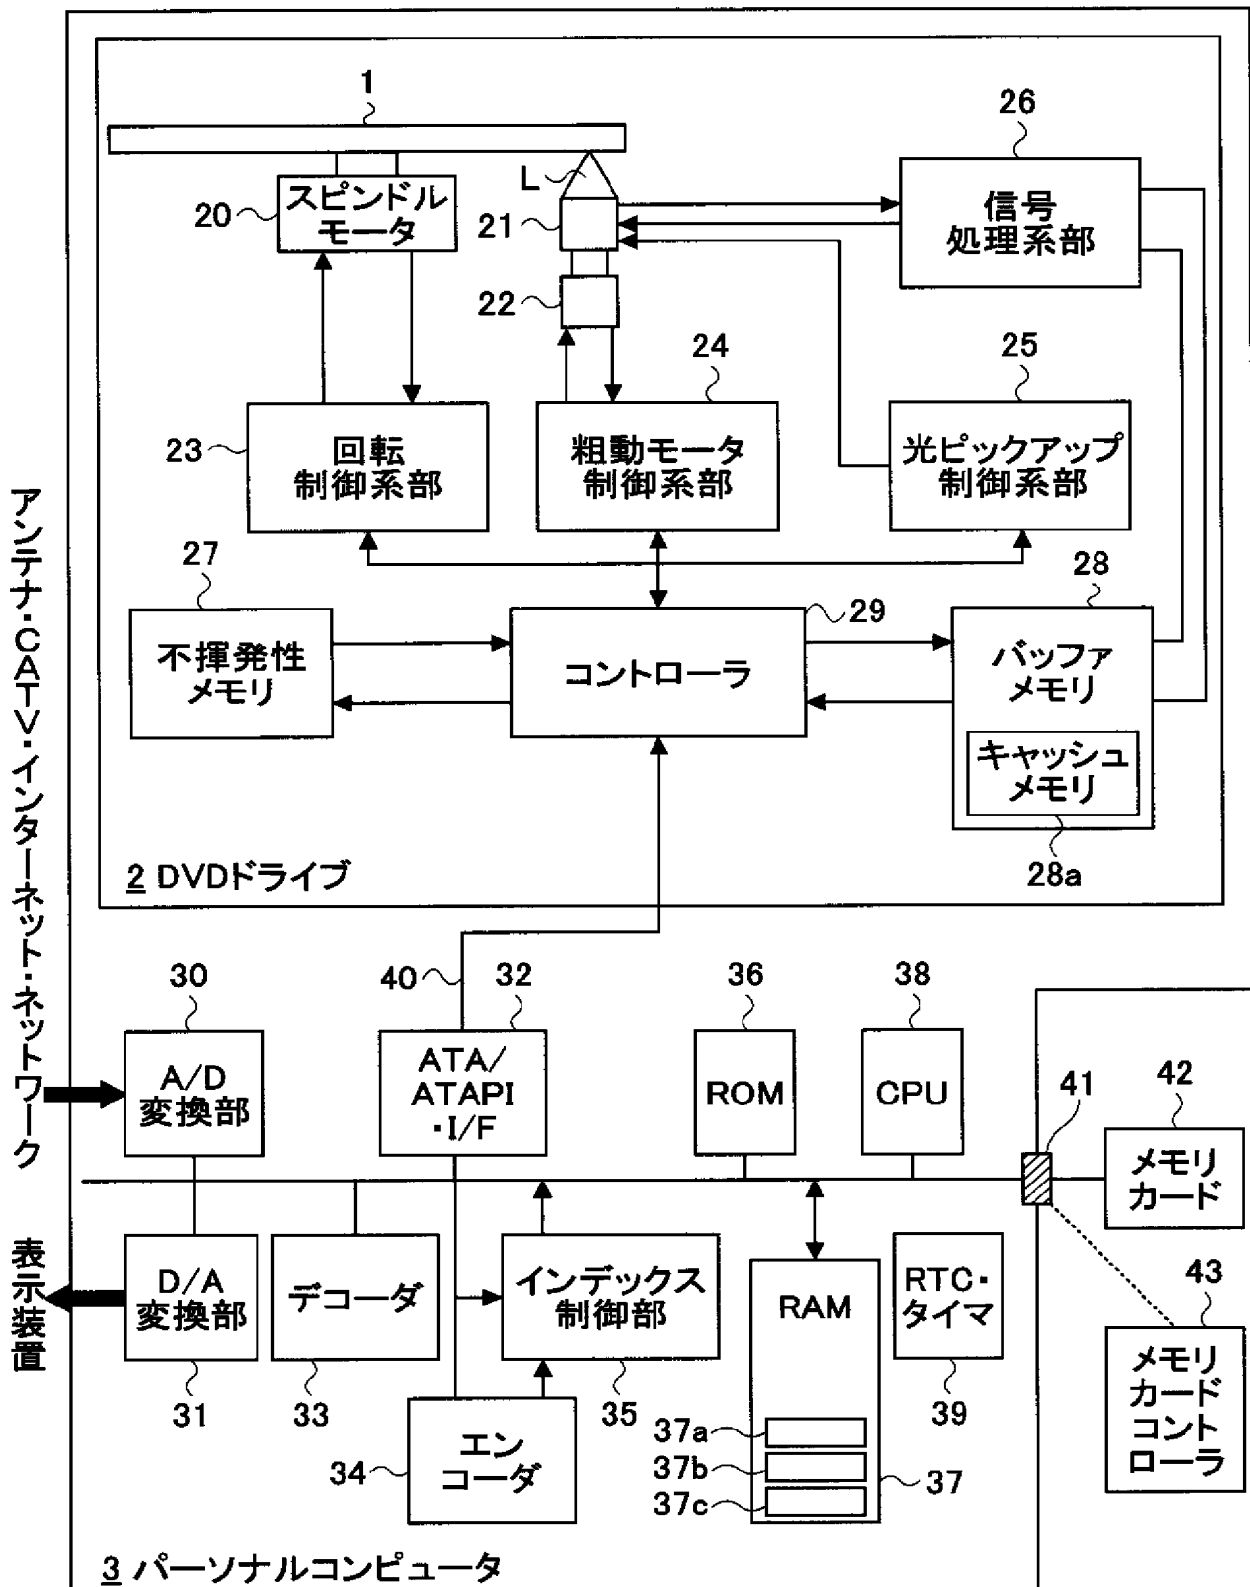 1
26
L
スピンドル
モータ
20
21
信号
処理系部
22
24
25
23
回転
制御系部
粗動モータ
制御系部
光ピックアップ
制御系部
27
29
28
不揮発性
メモリ
コントローラ
バッファ
メモリ
キャッシュ
メモリ
28a
2 DVDドライブ
アンテナ・CATV・インターネット・ネットワーク
30
40
32
36
38
A/D
変換部
ATA/
ATAPI
・I/F
ROM
CPU
41
42
メモリ
カード
表示装置
D/A
変換部
デコーダ
インデックス
制御部
RAM
RTC・
タイマ
43
31
33
35
39
メモリ
カード
コント
ローラ
34
エン
コーダ
37a
37b
37c
37
3 パーソナルコンピュータ